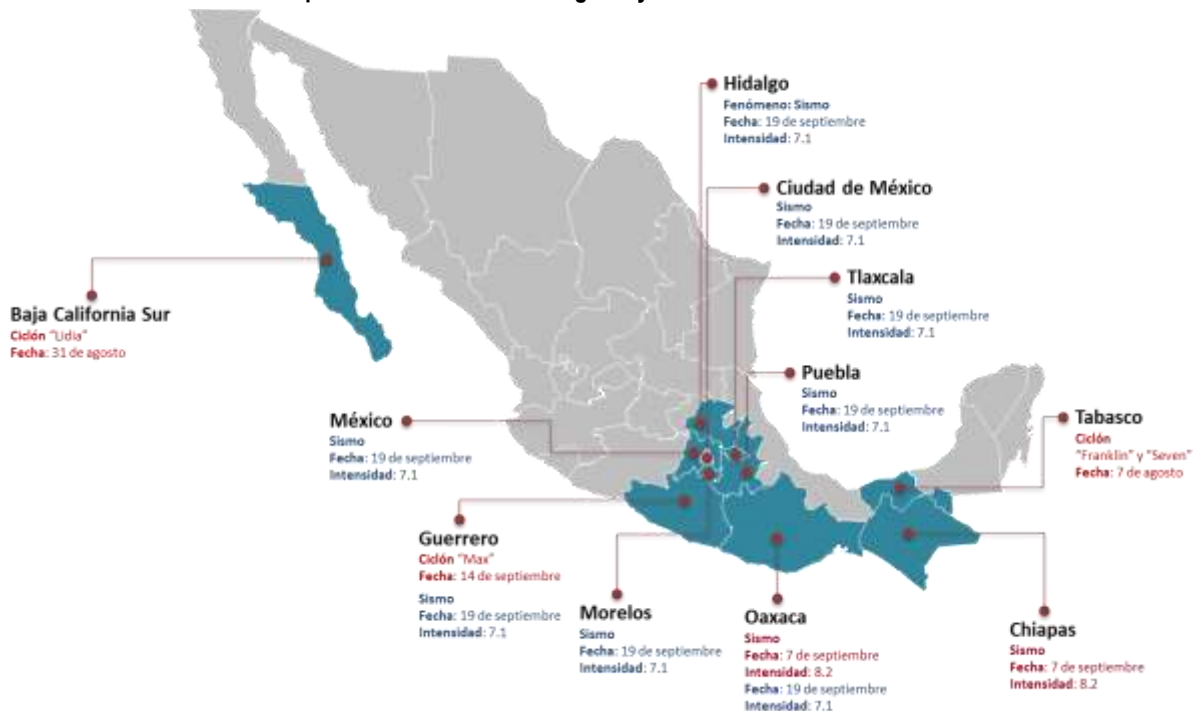 Hidalgo
Fenómeno: Sismo
Fecha: 19 de septiembre
Intensidad: 7.1
Ciudad de México
Sismo
Fecha: 19 de septiembre
Intensidad: 7.1
Tlaxcala
Sismo
Fecha: 19 de septiembre
Intensidad: 7.1
Baja California Sur
Ciclón "Lidia"
Fecha: 31 de agosto
Puebla
Sismo
Fecha: 19 de septiembre
Intensidad: 7.1
México
Sismo
Fecha: 19 de septiembre
Intensidad: 7.1
Tabasco
Ciclón
"Franklin" y "Seven"
Fecha: 7 de agosto
Guerrero
Ciclón "Max"
Fecha: 14 de septiembre
Sismo
Fecha: 19 de septiembre
Intensidad: 7.1
Morelos
Sismo
Fecha: 19 de septiembre
Intensidad: 7.1
Oaxaca
Sismo
Fecha: 7 de septiembre
Intensidad: 8.2
Fecha: 19 de septiembre
Intensidad: 7.1
Chiapas
Sismo
Fecha: 7 de septiembre
Intensidad: 8.2